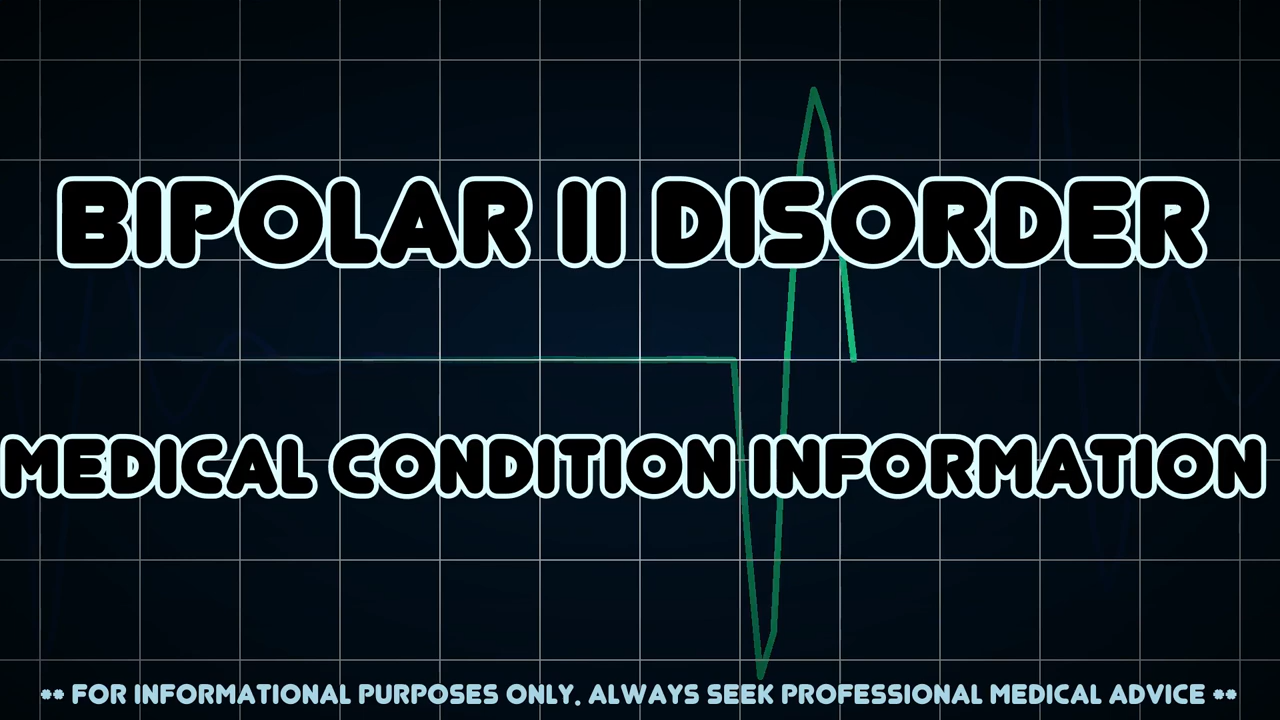 BIPOLAR II DISORDER
MEDICAL CONDITION INFORMATION
** FOR INFORMATIONAL PURPOSES ONLY. ALWAYS SEEK PROFESSIONAL MEDICAL ADVICE **